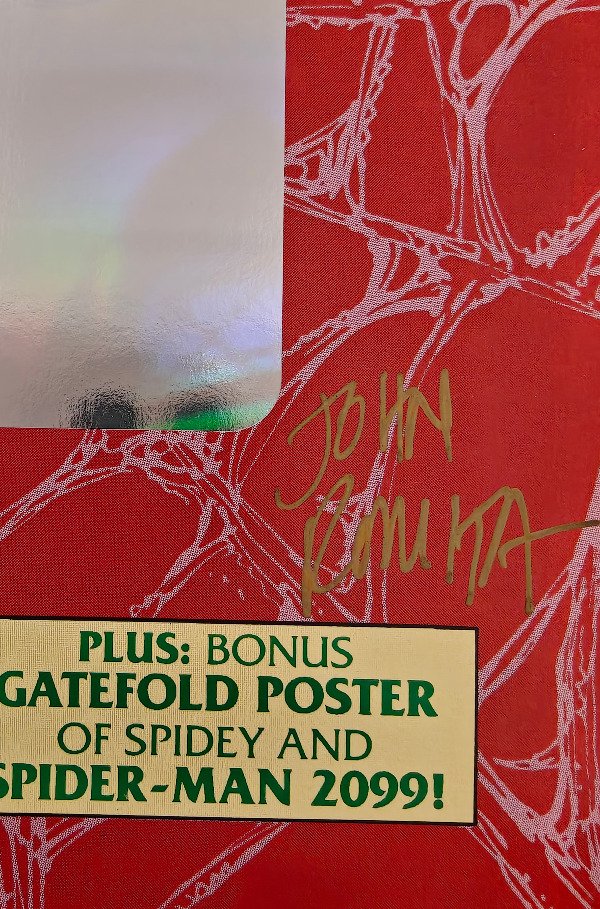 JOHN
ROMITA
PLUS: BONUS
GATEFOLD POSTER
OF SPIDEY AND
SPIDER-MAN 2099!